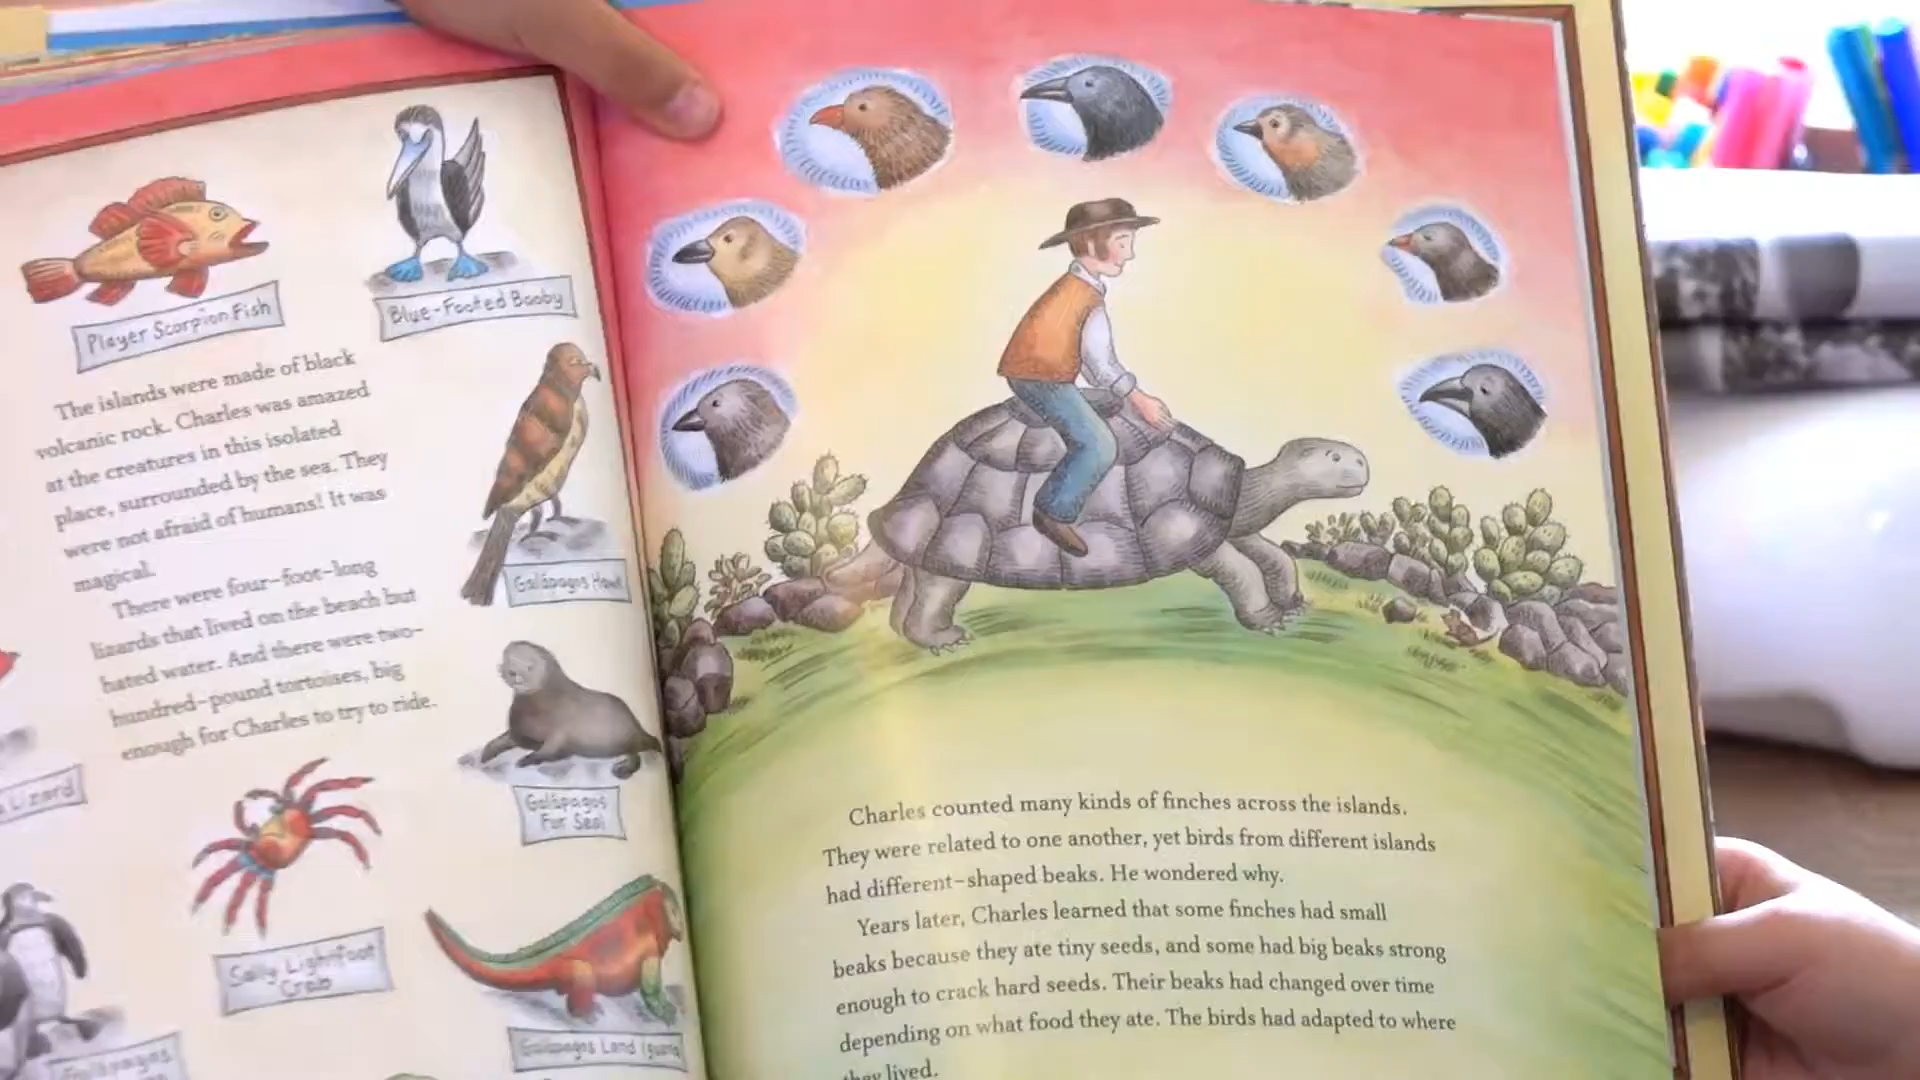 Player Scorpion Fish
Blue-Footed Booby
The islands were made of black
volcanic rock. Charles was amazed
at the creatures in this isolated
place, surrounded by the sea. They
were not afraid of humans! It was
magical.
There were four-foot-long
lizards that lived on the beach but
hated water. And there were two-
hundred-pound tortoises, big
enough for Charles to try to ride.
Galápagos Hawk
Galápagos
Fur Seal
Lizard
Sally Lightfoot
Crab
Galápagos Land Iguana
Galápagos
Charles counted many kinds of finches across the islands.
They were related to one another, yet birds from different islands
had different-shaped beaks. He wondered why.
Years later, Charles learned that some finches had small
beaks because they ate tiny seeds, and some had big beaks strong
enough to crack hard seeds. Their beaks had changed over time
depending on what food they ate. The birds had adapted to where
they lived.